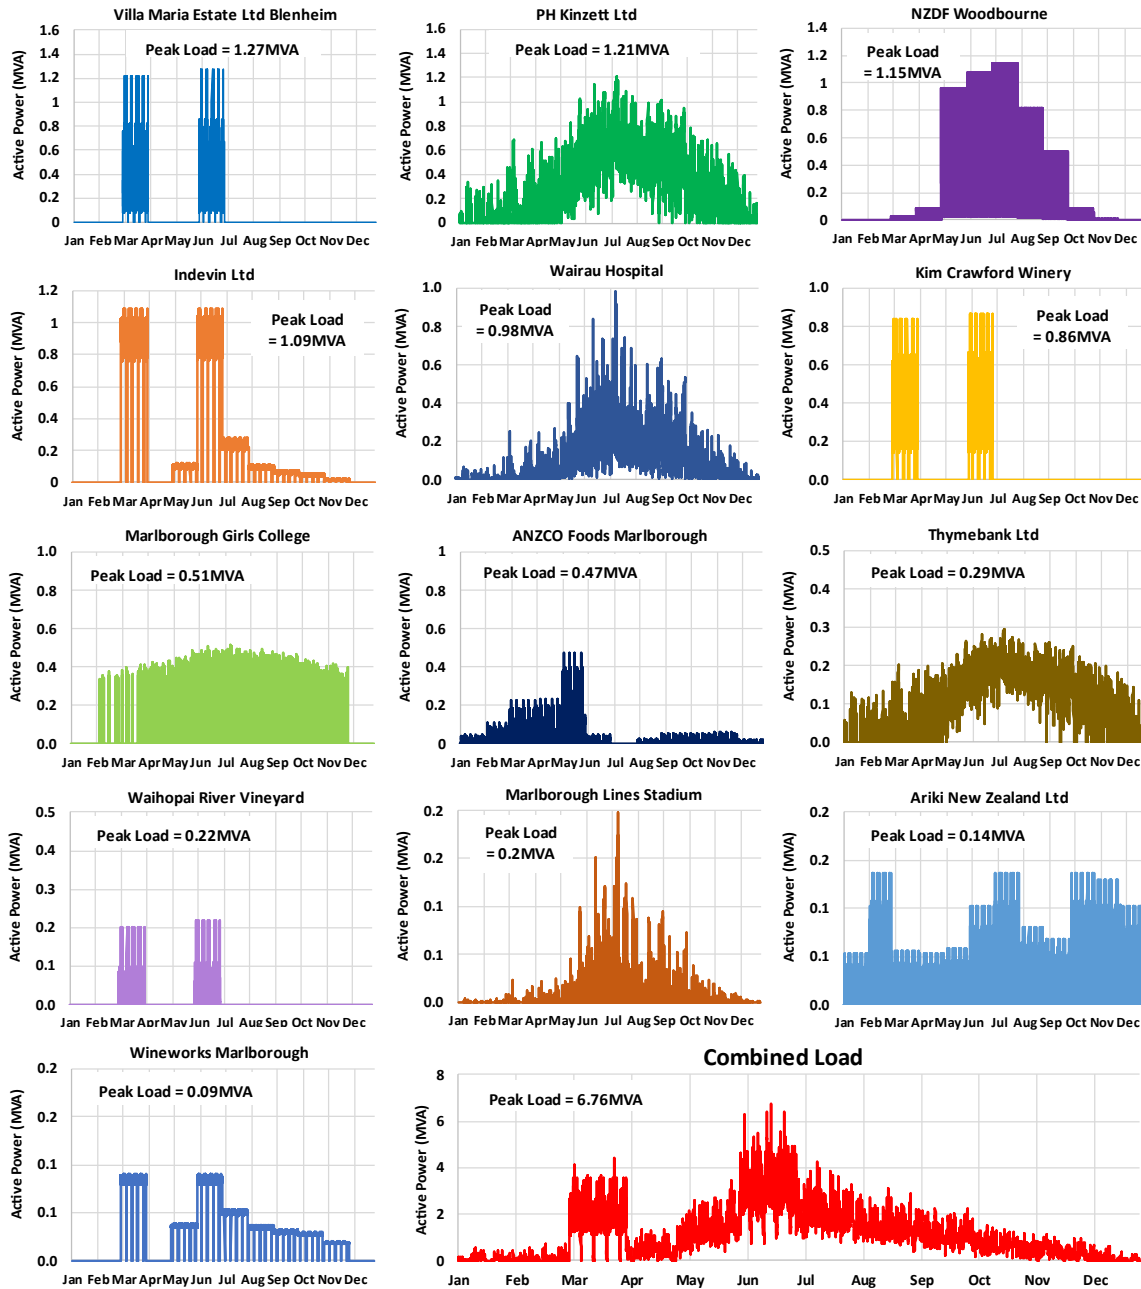 Villa Maria Estate Ltd Blenheim
Active Power (MVA)
Peak Load = 1.27MVA
1.6
1.4
1.2
1
0.8
0.6
0.4
0.2
0
Jan Feb Mar Apr May Jun Jul Aug Sep Oct Nov Dec
PH Kinzett Ltd
Active Power (MVA)
Peak Load = 1.21MVA
1.6
1.4
1.2
1.0
0.8
0.6
0.4
0.2
0.0
Jan Feb Mar Apr May Jun Jul Aug Sep Oct Nov Dec
NZDF Woodbourne
Active Power (MVA)
Peak Load
= 1.15MVA
1.4
1.2
1
0.8
0.6
0.4
0.2
0
Jan Feb Mar Apr May Jun Jul Aug Sep Oct Nov Dec
Indevin Ltd
Active Power (MVA)
Peak Load
= 1.09MVA
1.2
1
0.8
0.6
0.4
0.2
0
Jan Feb Mar Apr May Jun Jul Aug Sep Oct Nov Dec
Wairau Hospital
Active Power (MVA)
Peak Load
= 0.98MVA
1.0
0.8
0.6
0.4
0.2
0.0
Jan Feb Mar Apr May Jun Jul Aug Sep Oct Nov Dec
Kim Crawford Winery
Active Power (MVA)
Peak Load
= 0.86MVA
1.0
0.8
0.6
0.4
0.2
0.0
Jan Feb Mar Apr May Jun Jul Aug Sep Oct Nov Dec
Marlborough Girls College
Active Power (MVA)
Peak Load = 0.51MVA
1.0
0.8
0.6
0.4
0.2
0.0
Jan Feb Mar Apr May Jun Jul Aug Sep Oct Nov Dec
ANZCO Foods Marlborough
Active Power (MVA)
Peak Load = 0.47MVA
1
0.8
0.6
0.4
0.2
0
Jan Feb Mar Apr May Jun Jul Aug Sep Oct Nov Dec
Thymebank Ltd
Active Power (MVA)
Peak Load = 0.29MVA
0.5
0.4
0.3
0.2
0.1
0.0
Jan Feb Mar Apr May Jun Jul Aug Sep Oct Nov Dec
Waihopai River Vineyard
Active Power (MVA)
Peak Load = 0.22MVA
0.5
0.4
0.3
0.2
0.1
0.0
Jan Feb Mar Apr May Jun Jul Aug Sep Oct Nov Dec
Marlborough Lines Stadium
Active Power (MVA)
Peak Load
= 0.2MVA
0.2
0.2
0.1
0.1
0.0
Jan Feb Mar Apr May Jun Jul Aug Sep Oct Nov Dec
Ariki New Zealand Ltd
Active Power (MVA)
Peak Load = 0.14MVA
0.2
0.2
0.1
0.1
0.0
Jan Feb Mar Apr May Jun Jul Aug Sep Oct Nov Dec
Wineworks Marlborough
Active Power (MVA)
Peak Load = 0.09MVA
0.2
0.2
0.1
0.1
0.0
Jan Feb Mar Apr May Jun Jul Aug Sep Oct Nov Dec
Combined Load
Active Power (MVA)
Peak Load = 6.76MVA
8
6
4
2
0
Jan Feb Mar Apr May Jun Jul Aug Sep Oct Nov Dec